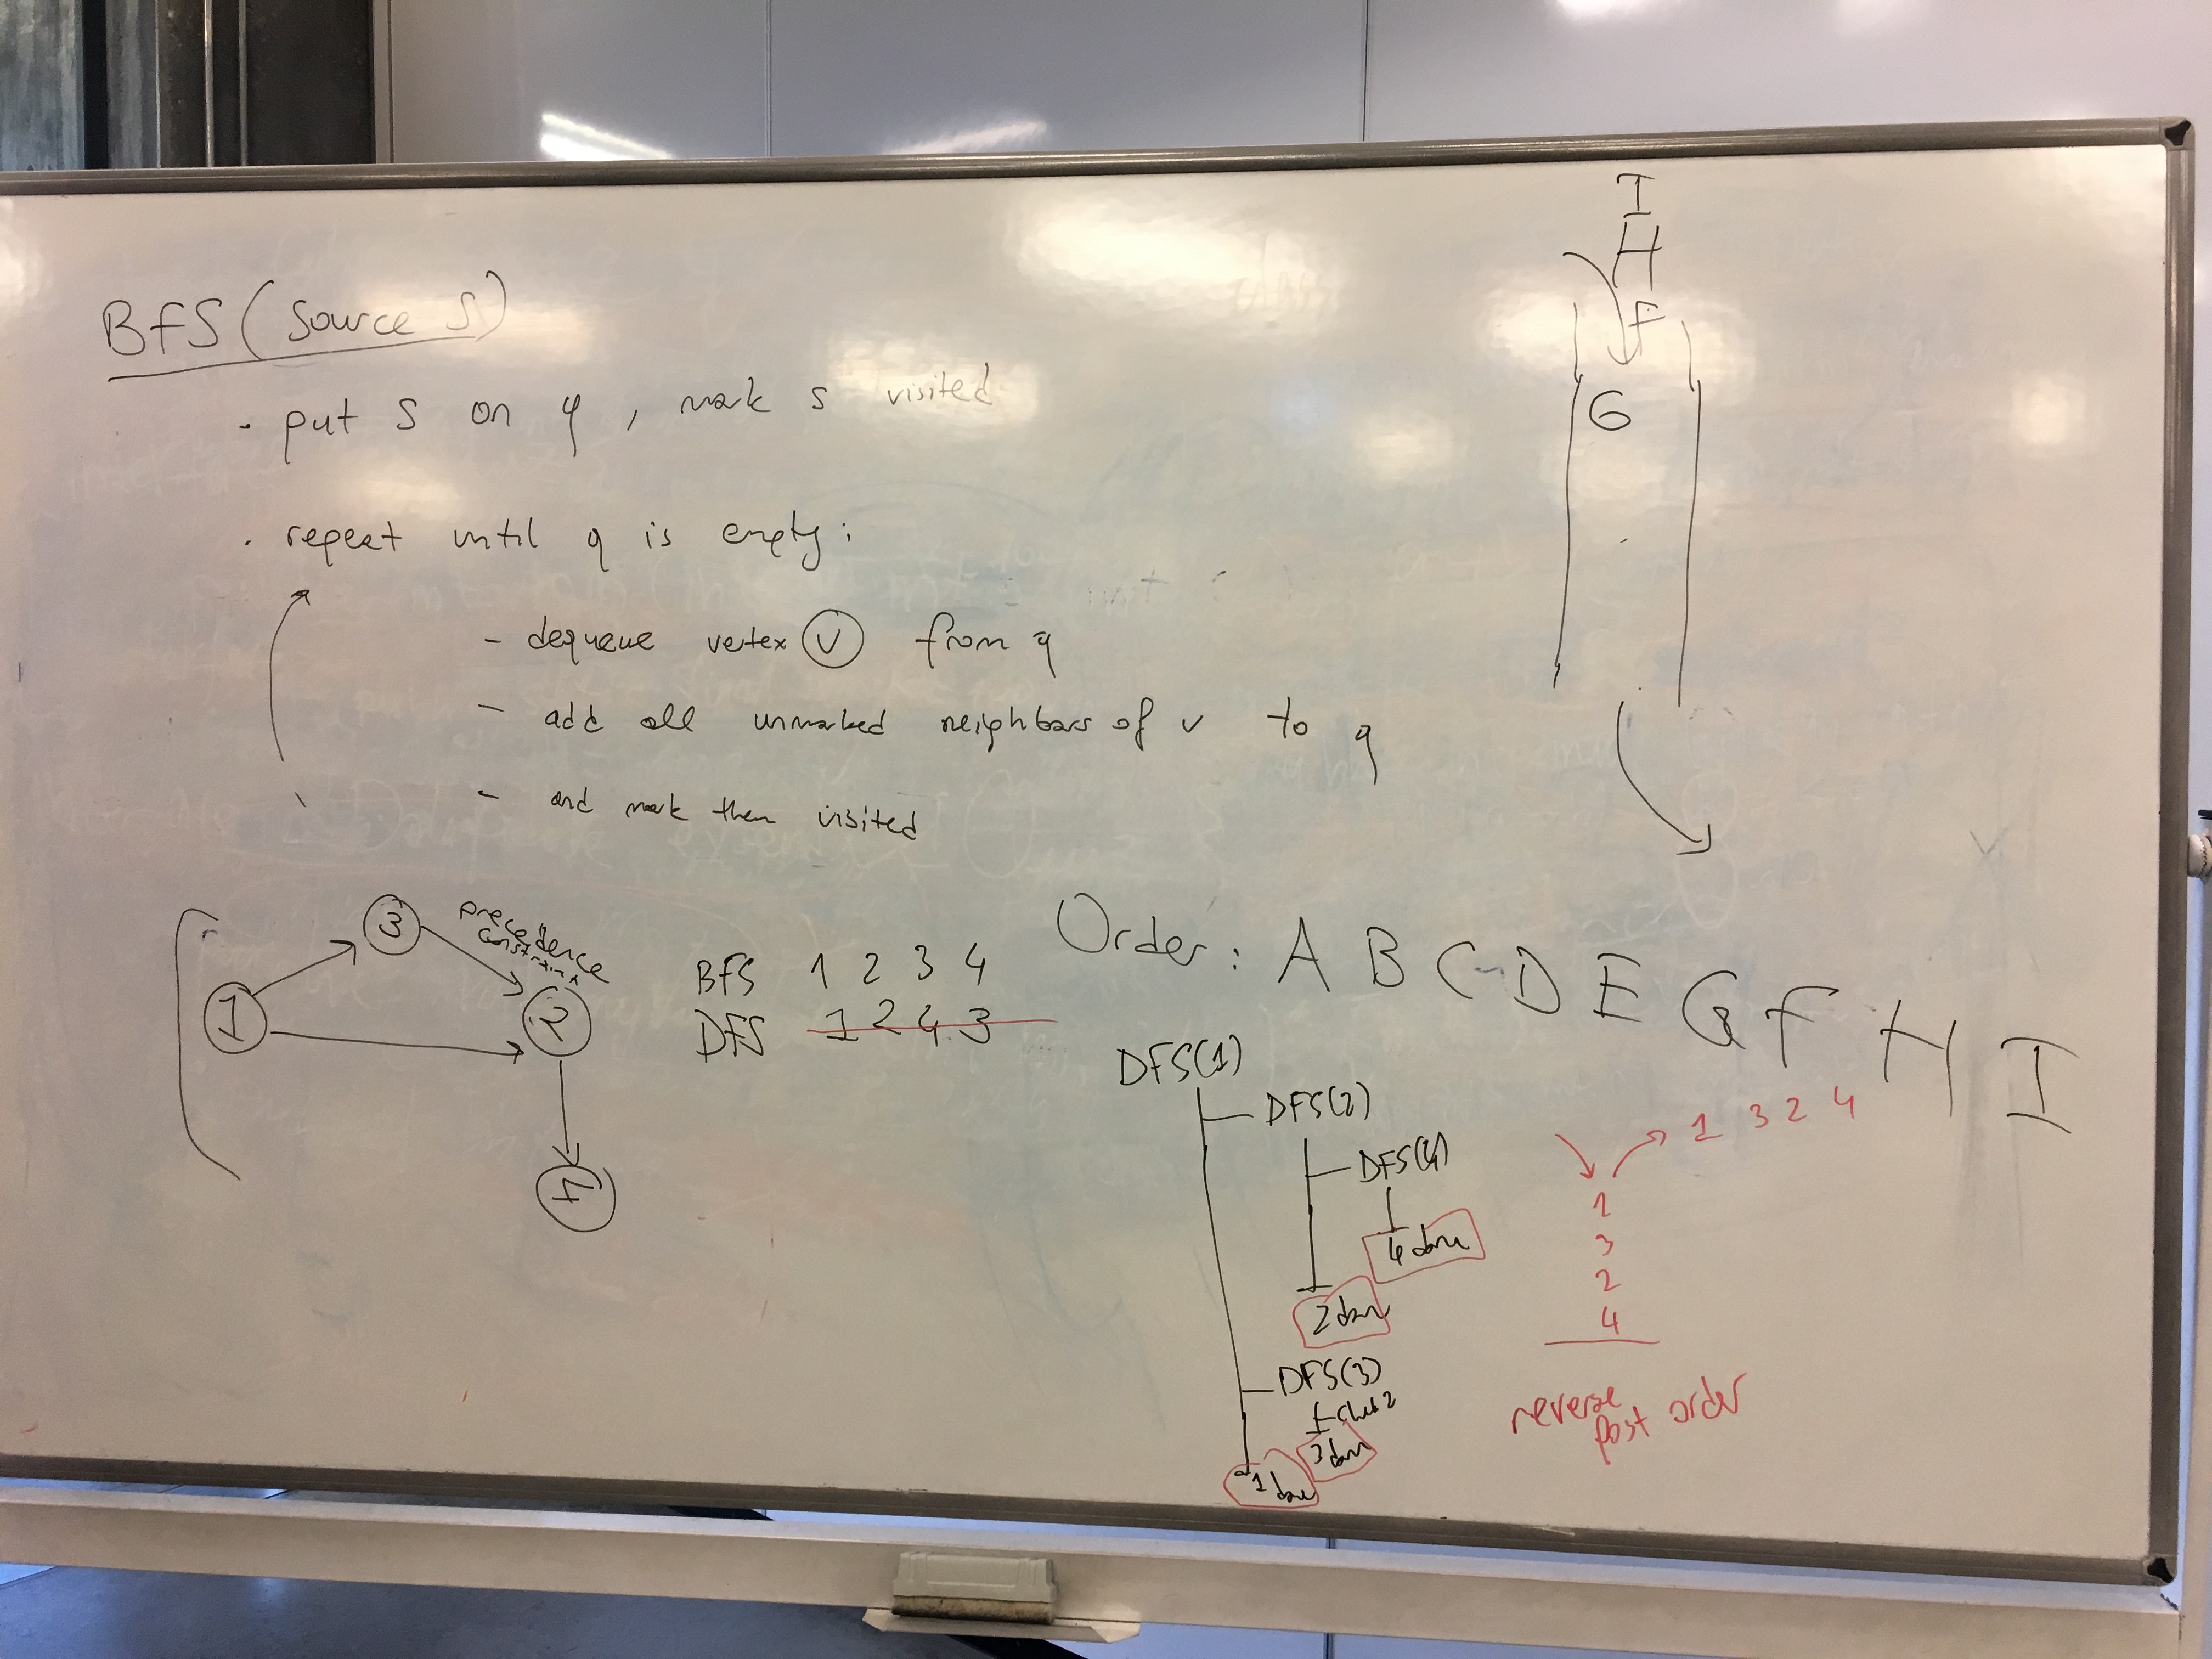 BFS (Source S)
- put S on q , mark s visited
. repeat until q is empty:
- dequeue vertex v from q
- add all unmarked neighbors of v to q
- and mark them visited
I
H
F
G
precedence
constraint
3
1
2
4
BFS 1 2 3 4
DFS 1 2 4 3
Order: A B C D E G F H I
DFS(1)
DFS(2)
DFS(4)
4 done
2 done
DFS(3)
2
3 done
1 done
1 3 2 4
1
3
2
4
reverse
post order